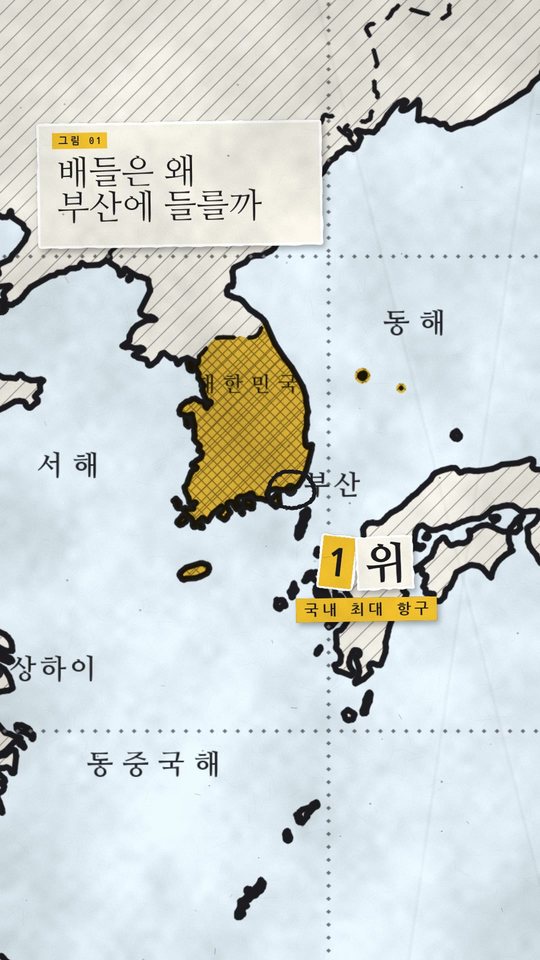 그림 01
배들은 왜
부산에 들를까
동해
대한민국
서해
부산
1위
국내 최대 항구
상하이
동중국해